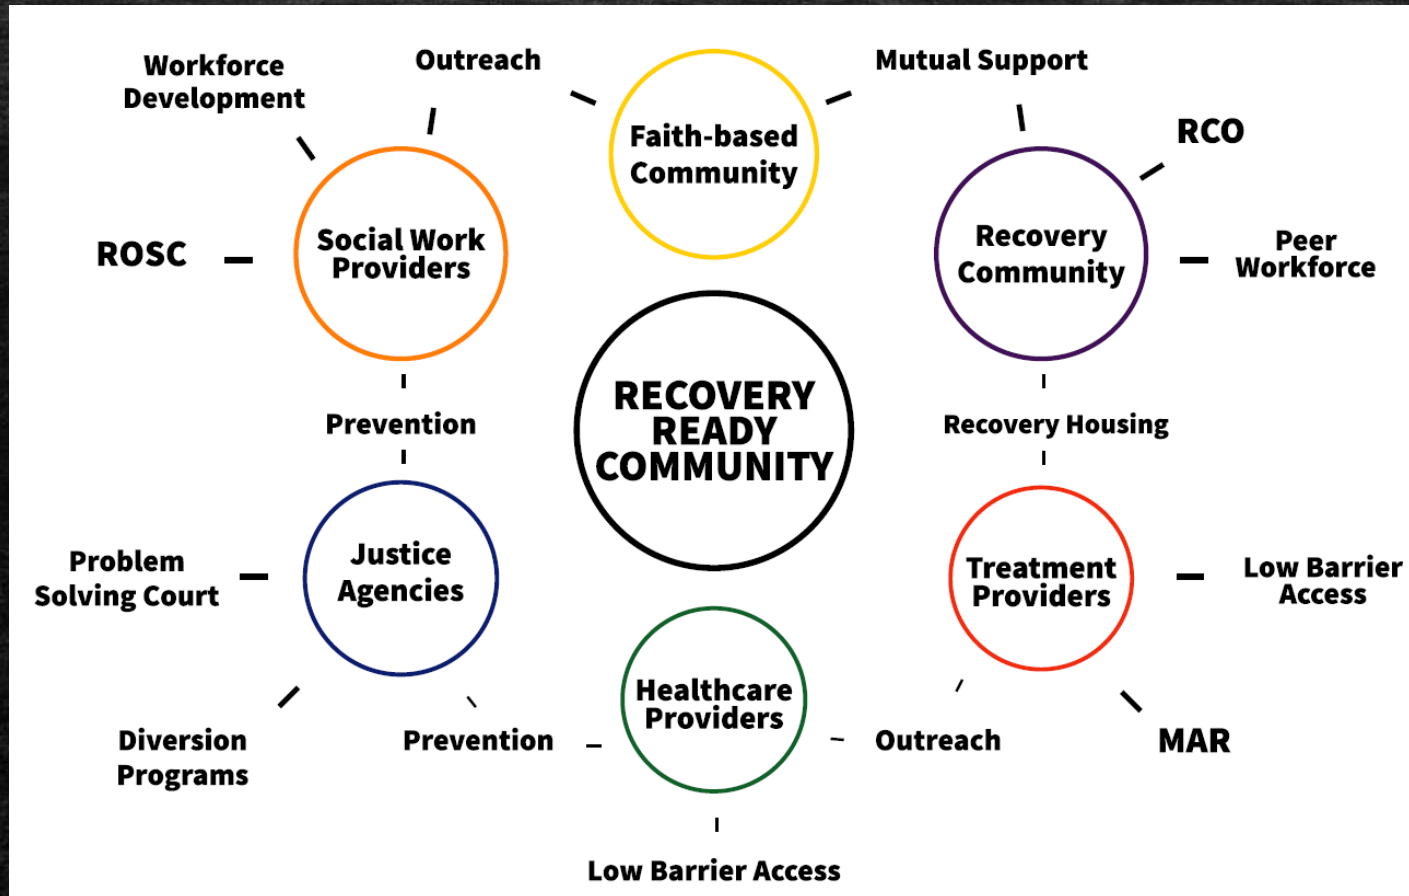 Workforce
Development
Outreach
Faith-based
Community
Mutual Support
RCO
ROSC
Social Work
Providers
Recovery
Community
Peer
Workforce
Prevention
RECOVERY
READY
COMMUNITY
Recovery Housing
Problem
Solving Court
Justice
Agencies
Treatment
Providers
Low Barrier
Access
Diversion
Programs
Prevention
Healthcare
Providers
Outreach
MAR
Low Barrier Access